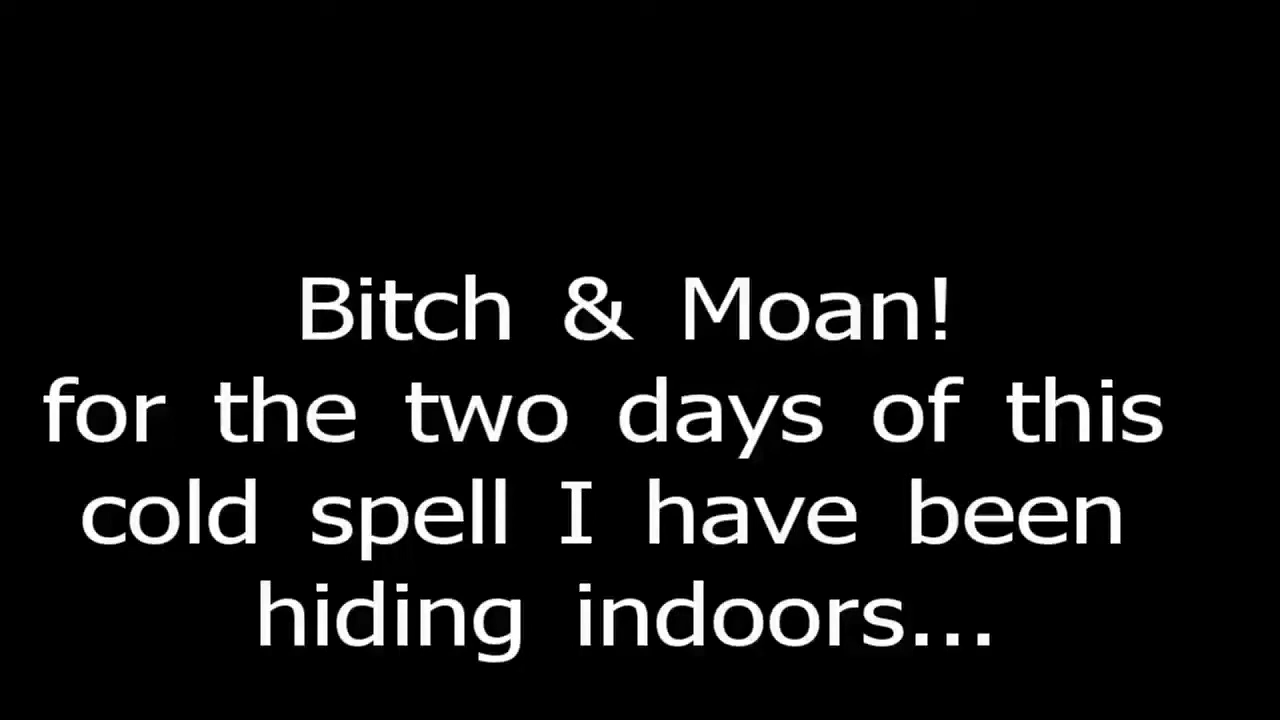 Bitch & Moan!
for the two days of this
cold spell I have been
hiding indoors...